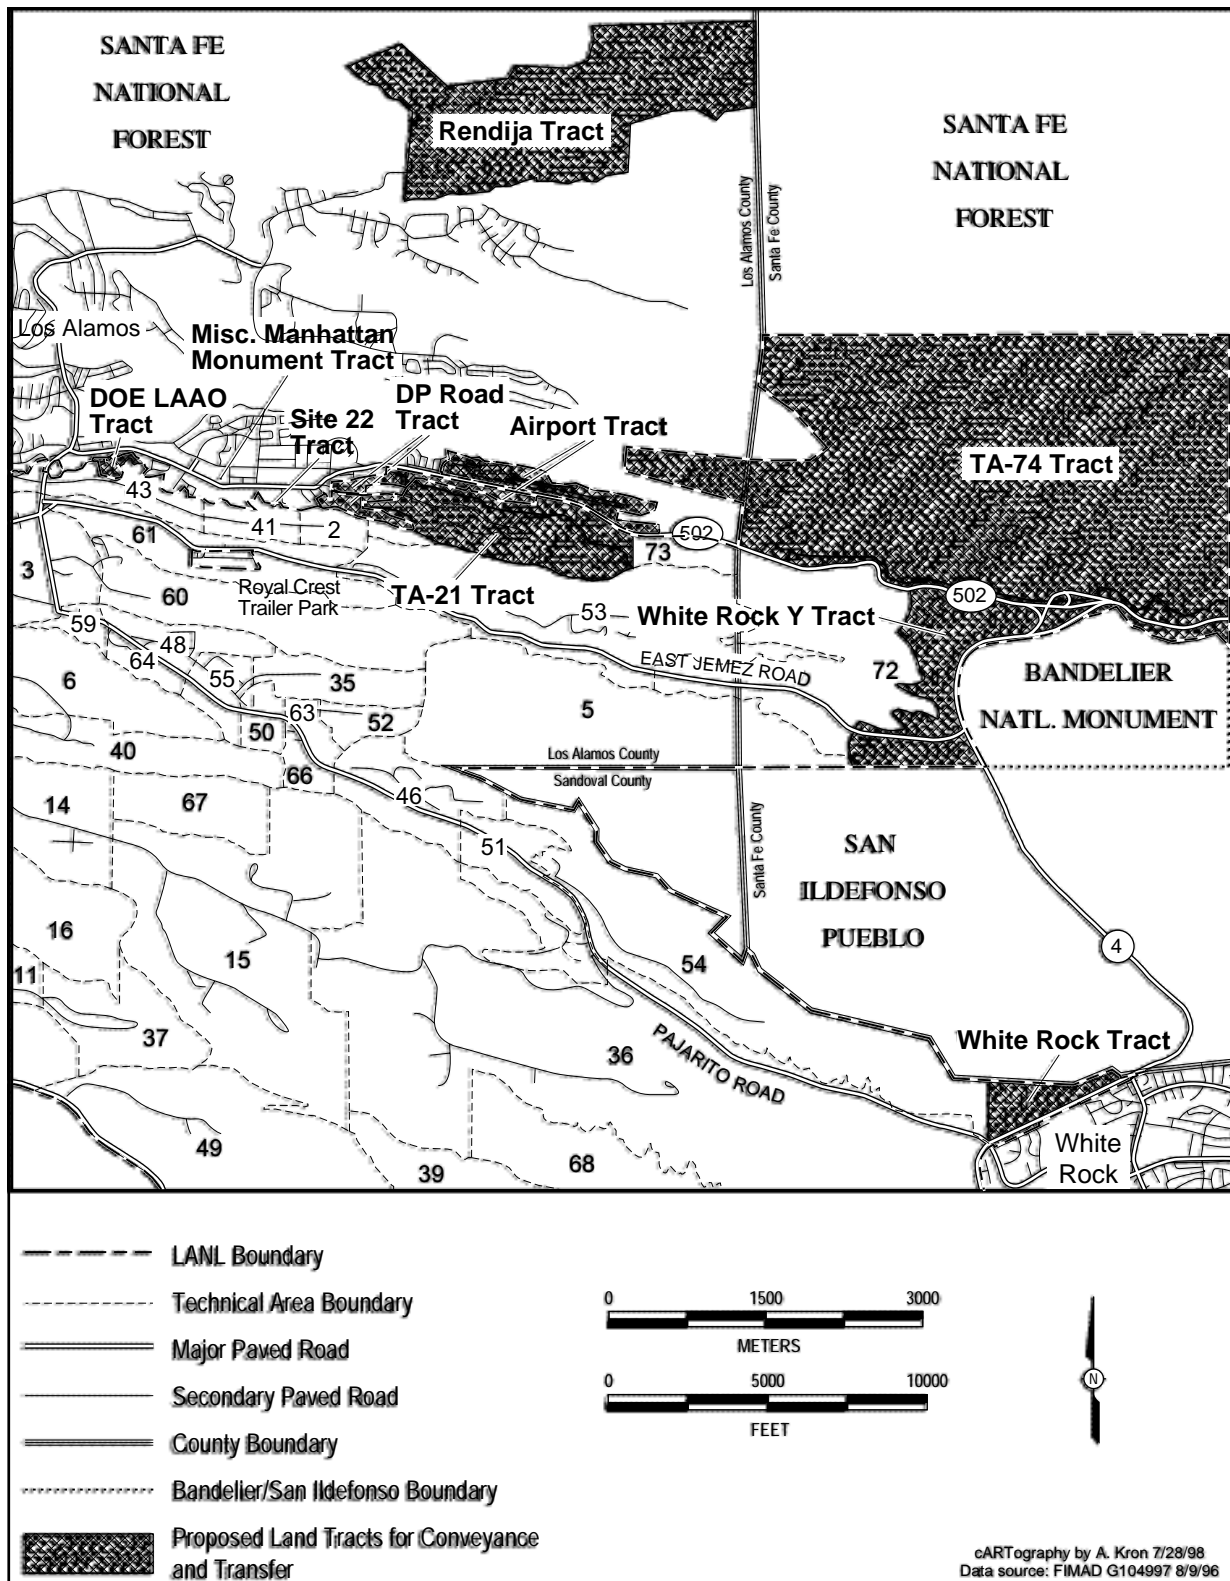 SANTA FE
NATIONAL
FOREST
Rendija Tract
SANTA FE
NATIONAL
FOREST
Los Alamos County
Santa Fe County
Los Alamos
Misc. Manhattan
Monument Tract
DOE LAAO
Tract
Site 22
Tract
DP Road
Tract
Airport Tract
TA-74 Tract
43
41
2
61
502
73
3
60
Royal Crest
Trailer Park
TA-21 Tract
53
White Rock Y Tract
502
59
48
64
55
6
35
EAST JEMEZ ROAD
72
BANDELIER
NATL. MONUMENT
63
50
52
5
40
66
Los Alamos County
Sandoval County
14
67
46
51
Santa Fe County
SAN
ILDEFONSO
PUEBLO
16
15
11
54
4
37
36
PAJARITO ROAD
White Rock Tract
49
39
68
White
Rock
LANL Boundary
Technical Area Boundary
Major Paved Road
Secondary Paved Road
County Boundary
Bandelier/San Ildefonso Boundary
Proposed Land Tracts for Conveyance
and Transfer
0 1500 3000
METERS
0 5000 10000
FEET
N
cARTography by A. Kron 7/28/98
Data source: FIMAD G104997 8/9/96